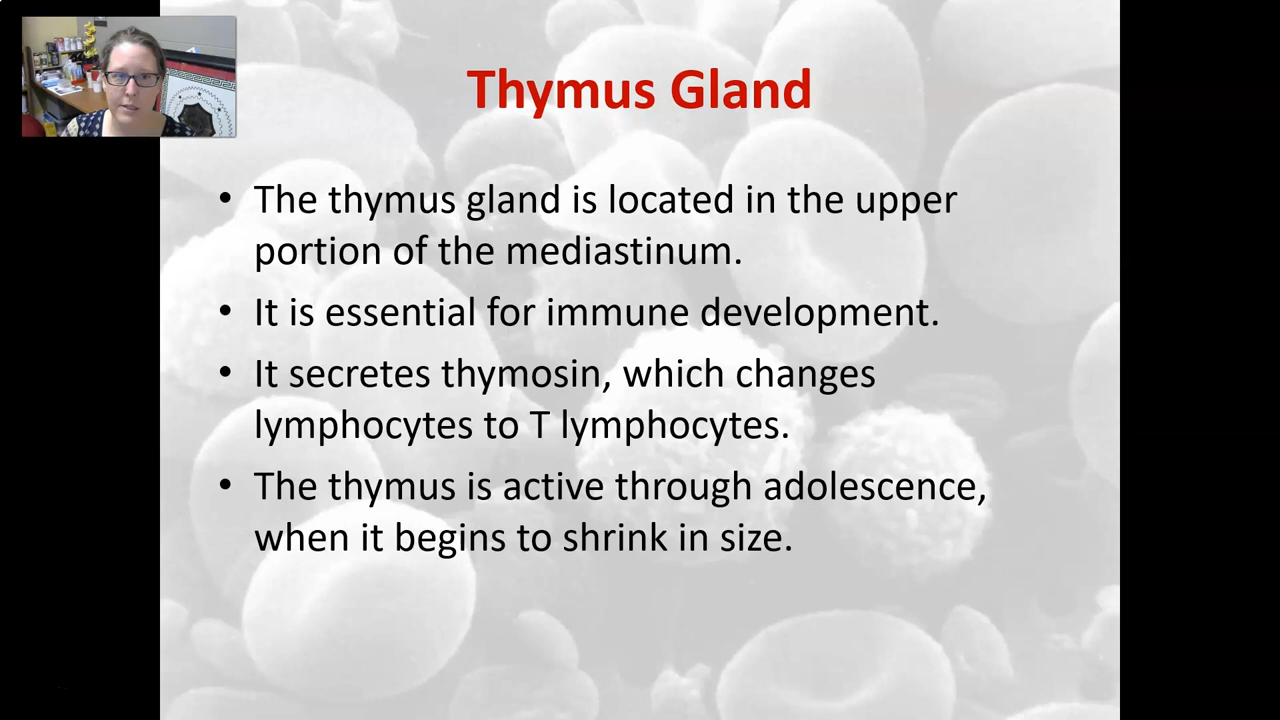 Thymus Gland
• The thymus gland is located in the upper
portion of the mediastinum.
• It is essential for immune development.
• It secretes thymosin, which changes
lymphocytes to T lymphocytes.
• The thymus is active through adolescence,
when it begins to shrink in size.